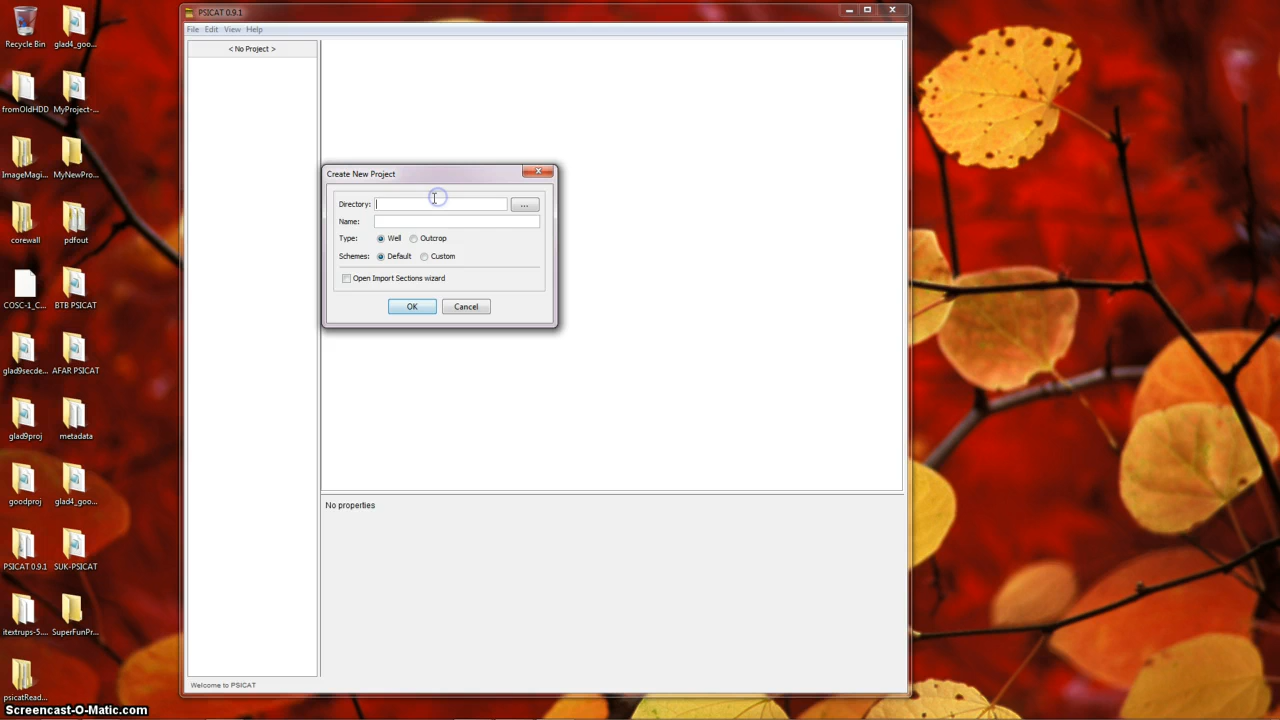 PSICAT 0.9.1
File Edit View Help
< No Project >
Create New Project
Directory: ...
Name:
Type: Well Outcrop
Schemes: Default Custom
Open Import Sections wizard
OK Cancel
No properties
Welcome to PSICAT
Recycle Bin
glad4_goo...
fromOldHDD
MyProject-...
ImageMagi...
MyNewPro...
corewall
pdfout
COSC-1_C...
BTB PSICAT
glad9secde...
AFAR PSICAT
glad9proj
metadata
goodproj
glad4_goo...
PSICAT 0.9.1
SUK-PSICAT
itextrups-5....
SuperFunPr...
psicatRead...
Screencast-O-Matic.com